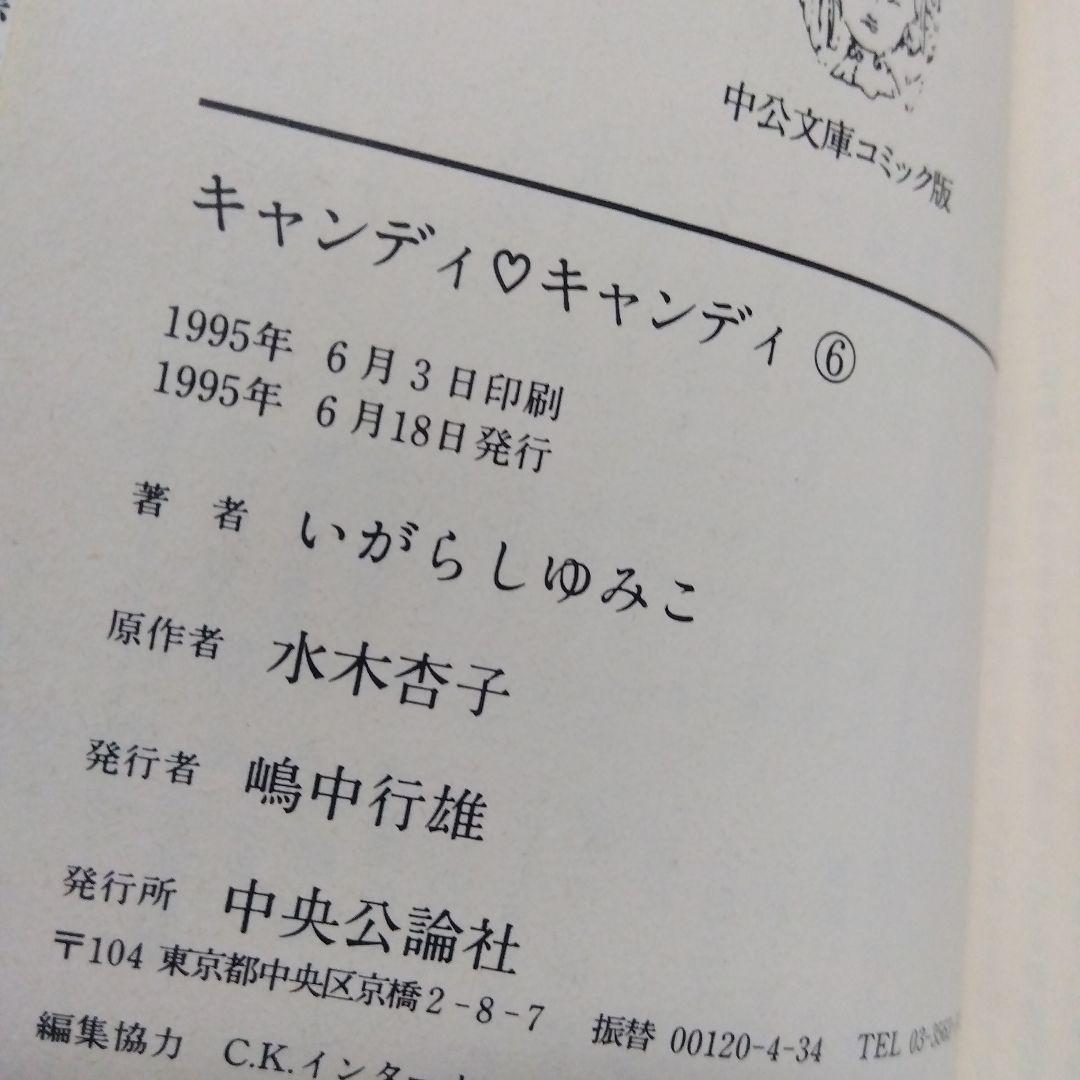 中公文庫コミック版
キャンディ♡キャンディ ⑥
1995年 6月3日印刷
1995年 6月18日発行
著者 いがらしゆみこ
原作者 水木杏子
発行者 嶋中行雄
発行所 中央公論社
〒104 東京都中央区京橋2-8-7 振替 00120-4-34 TEL
編集協力 C.K.